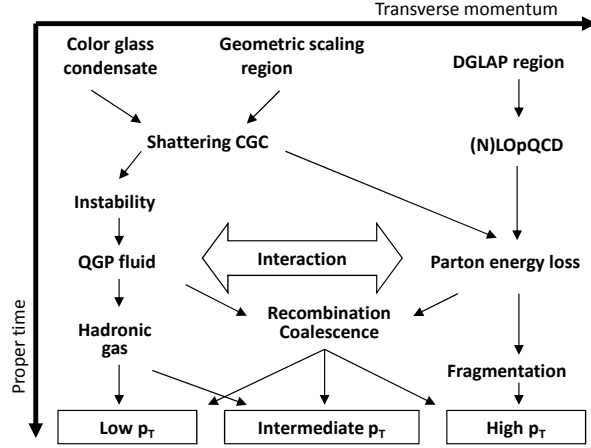 Transverse momentum
Color glass
condensate
Geometric scaling
region
DGLAP region
Shattering CGC
(N)LOpQCD
Instability
QGP fluid
Interaction
Parton energy loss
Recombination
Coalescence
Hadronic
gas
Fragmentation
Proper time
Low pT
Intermediate pT
High pT